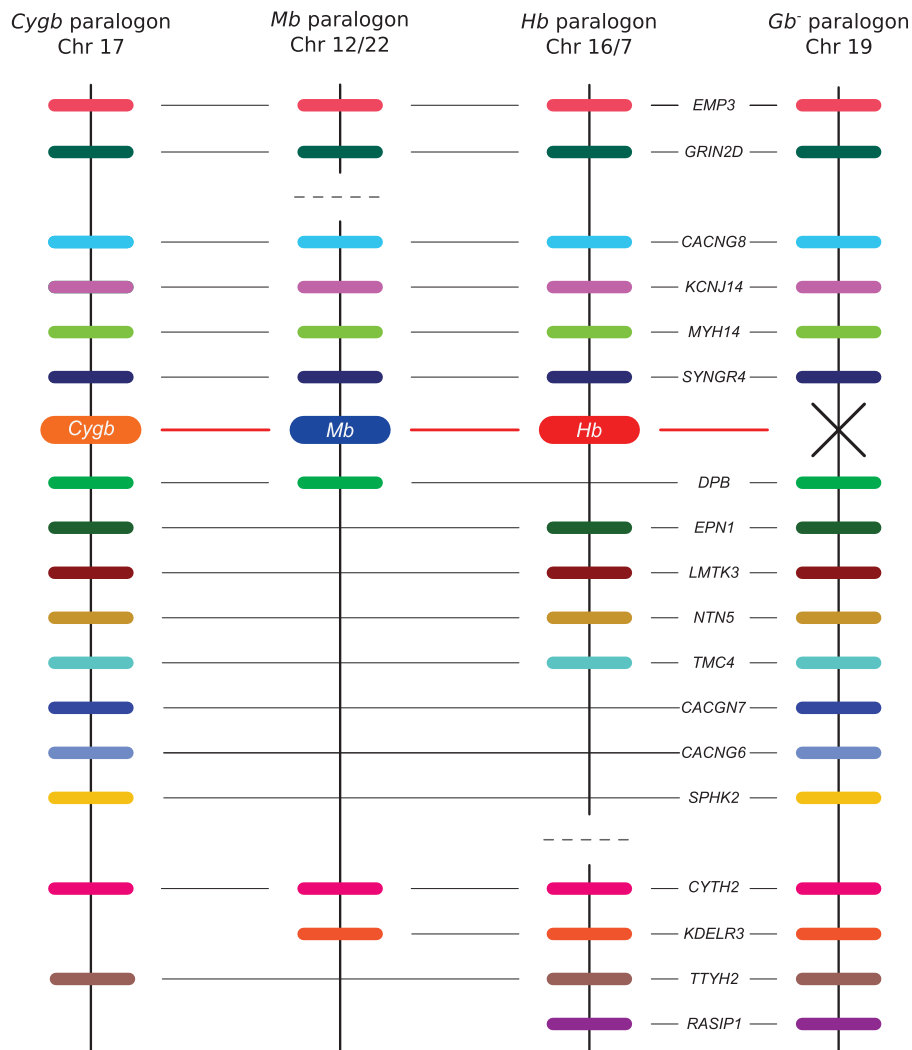 Cygb paralogon
Chr 17
Mb paralogon
Chr 12/22
Hb paralogon
Chr 16/7
Gb- paralogon
Chr 19
EMP3
GRIN2D
CACNG8
KCNJ14
MYH14
SYNGR4
Cygb
Mb
Hb
DPB
EPN1
LMTK3
NTN5
TMC4
CACGN7
CACNG6
SPHK2
CYTH2
KDELR3
TTYH2
RASIP1